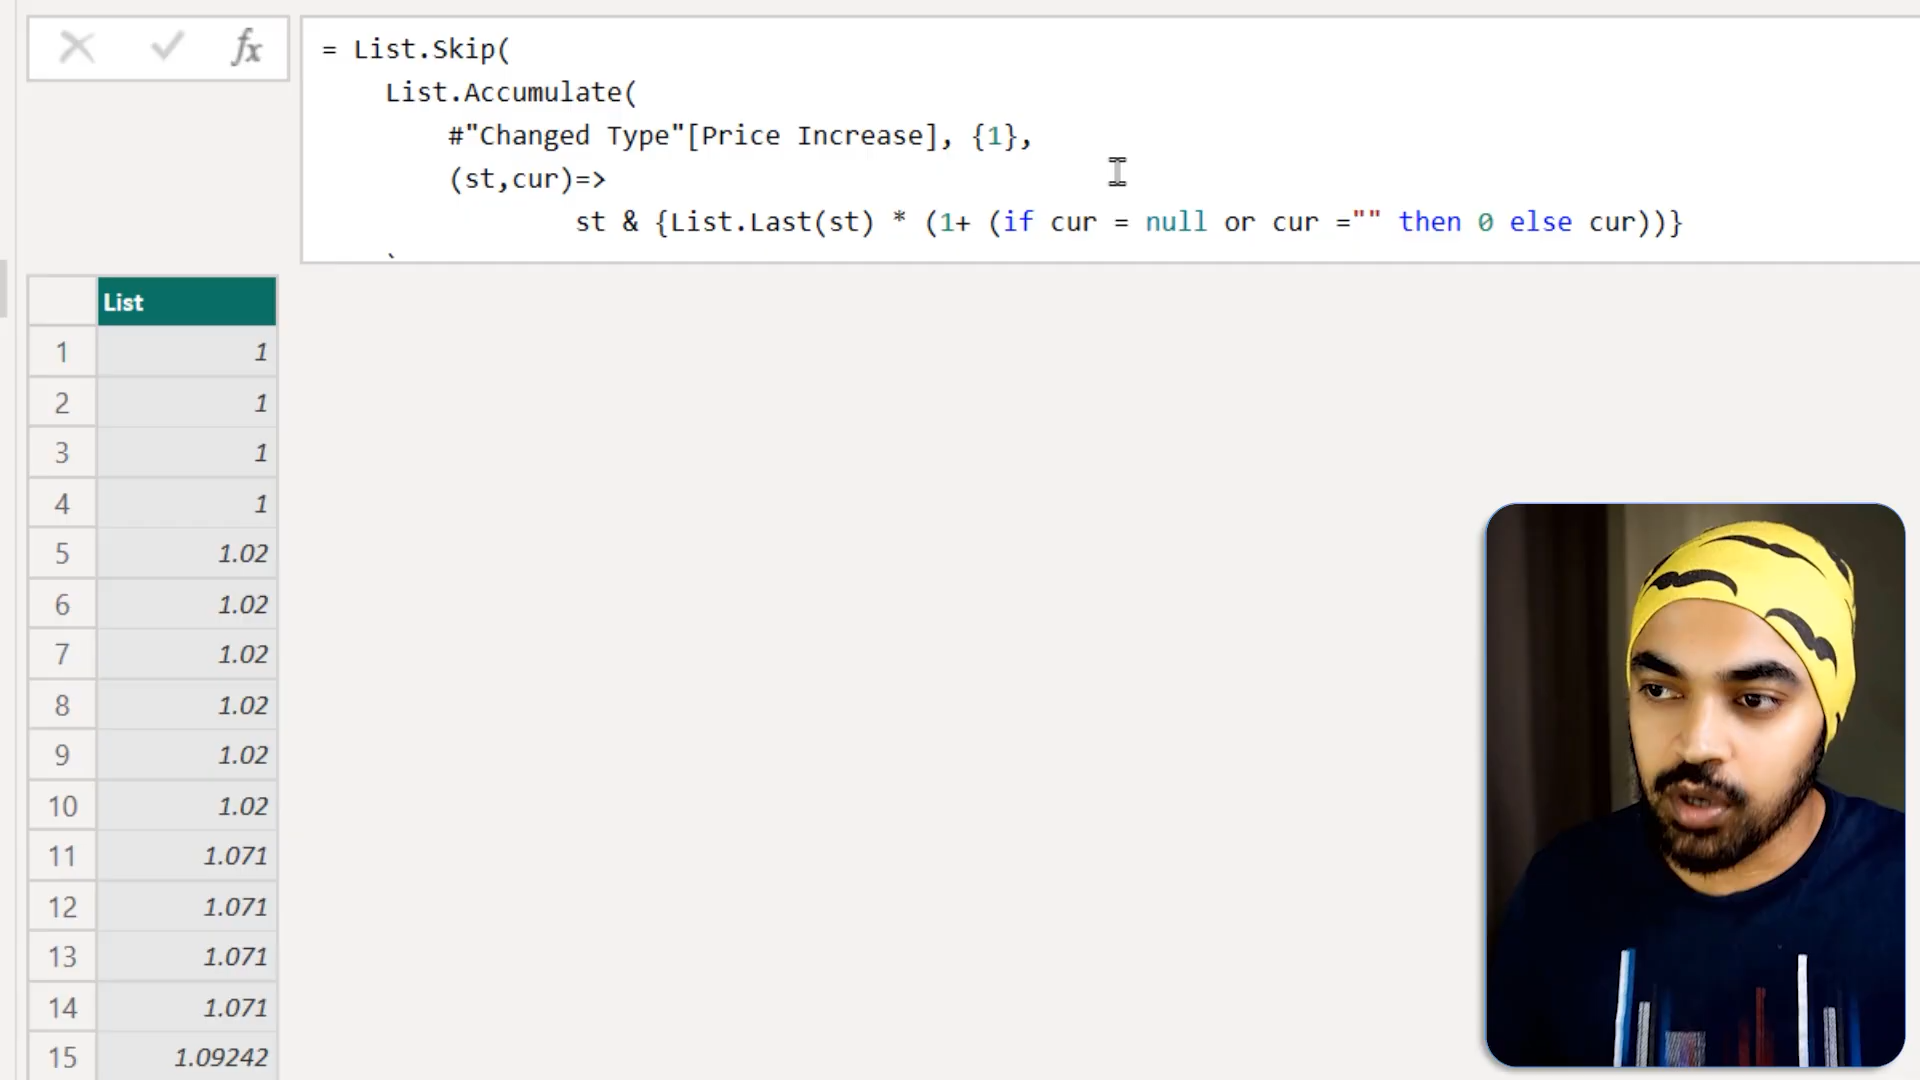 fx
= List.Skip(
List.Accumulate(
#"Changed Type"[Price Increase], {1},
(st,cur)=>
st & {List.Last(st) * (1+ (if cur = null or cur ="" then 0 else cur))}
List
1 1
2 1
3 1
4 1
5 1.02
6 1.02
7 1.02
8 1.02
9 1.02
10 1.02
11 1.071
12 1.071
13 1.071
14 1.071
15 1.09242